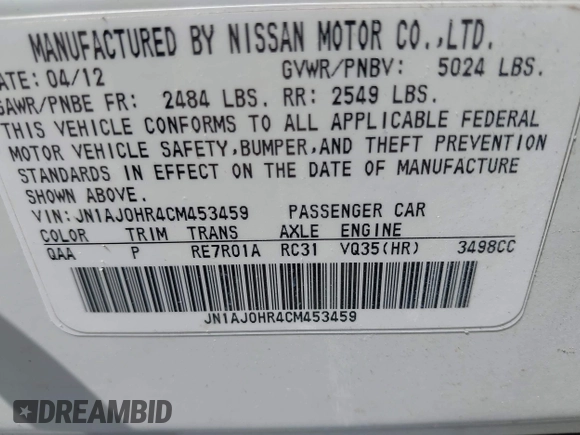 MANUFACTURED BY NISSAN MOTOR CO.,LTD.
ATE: 04/12 GVWR/PNBV: 5024 LBS.
GAWR/PNBE FR: 2484 LBS. RR: 2549 LBS.
THIS VEHICLE CONFORMS TO ALL APPLICABLE FEDERAL
MOTOR VEHICLE SAFETY,BUMPER,AND THEFT PREVENTION
STANDARDS IN EFFECT ON THE DATE OF MANUFACTURE
SHOWN ABOVE.
VIN:JN1AJ0HR4CM453459 PASSENGER CAR
COLOR TRIM TRANS AXLE ENGINE
QAA P RE7R01A RC31 VQ35(HR) 3498CC
JN1AJ0HR4CM453459
DREAMBID